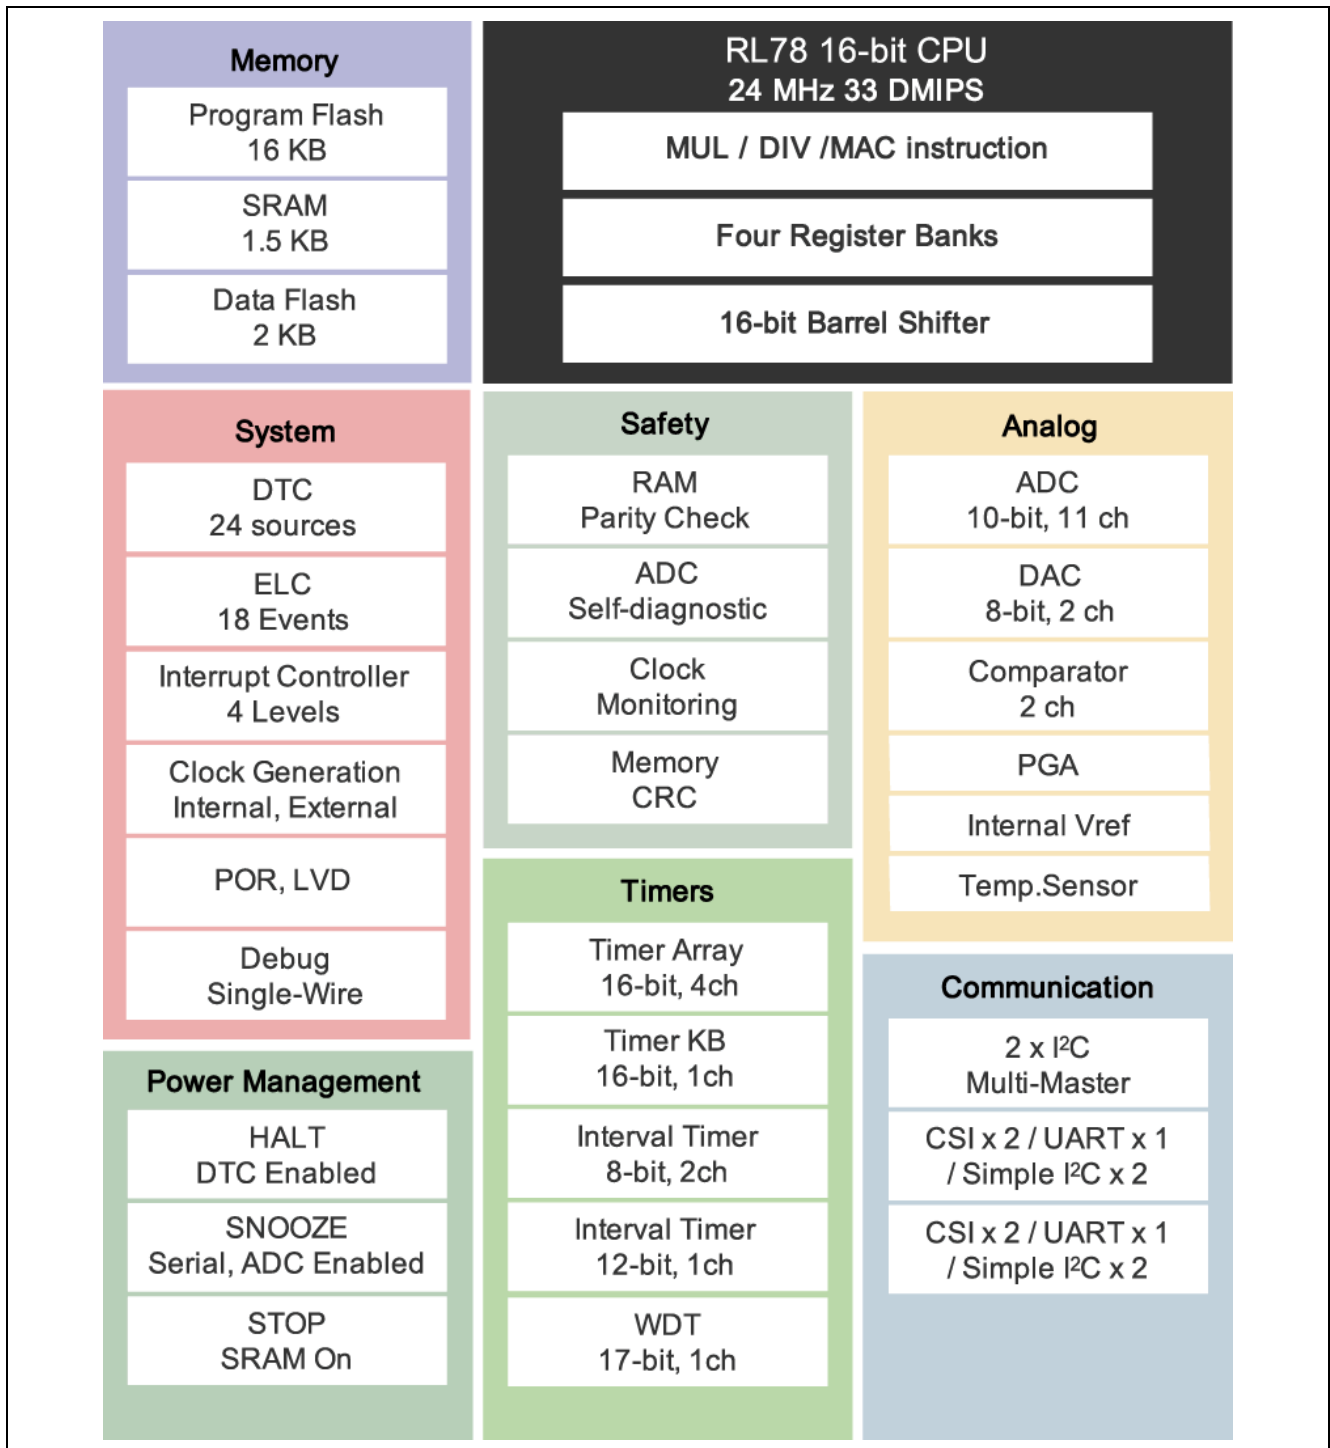 Memory
Program Flash
16 KB
SRAM
1.5 KB
Data Flash
2 KB
RL78 16-bit CPU
24 MHz 33 DMIPS
MUL / DIV /MAC instruction
Four Register Banks
16-bit Barrel Shifter
System
DTC
24 sources
ELC
18 Events
Interrupt Controller
4 Levels
Clock Generation
Internal, External
POR, LVD
Debug
Single-Wire
Safety
RAM
Parity Check
ADC
Self-diagnostic
Clock
Monitoring
Memory
CRC
Analog
ADC
10-bit, 11 ch
DAC
8-bit, 2 ch
Comparator
2 ch
PGA
Internal Vref
Temp.Sensor
Power Management
HALT
DTC Enabled
SNOOZE
Serial, ADC Enabled
STOP
SRAM On
Timers
Timer Array
16-bit, 4ch
Timer KB
16-bit, 1ch
Interval Timer
8-bit, 2ch
Interval Timer
12-bit, 1ch
WDT
17-bit, 1ch
Communication
2 x I²C
Multi-Master
CSI x 2 / UART x 1
/ Simple I²C x 2
CSI x 2 / UART x 1
/ Simple I²C x 2